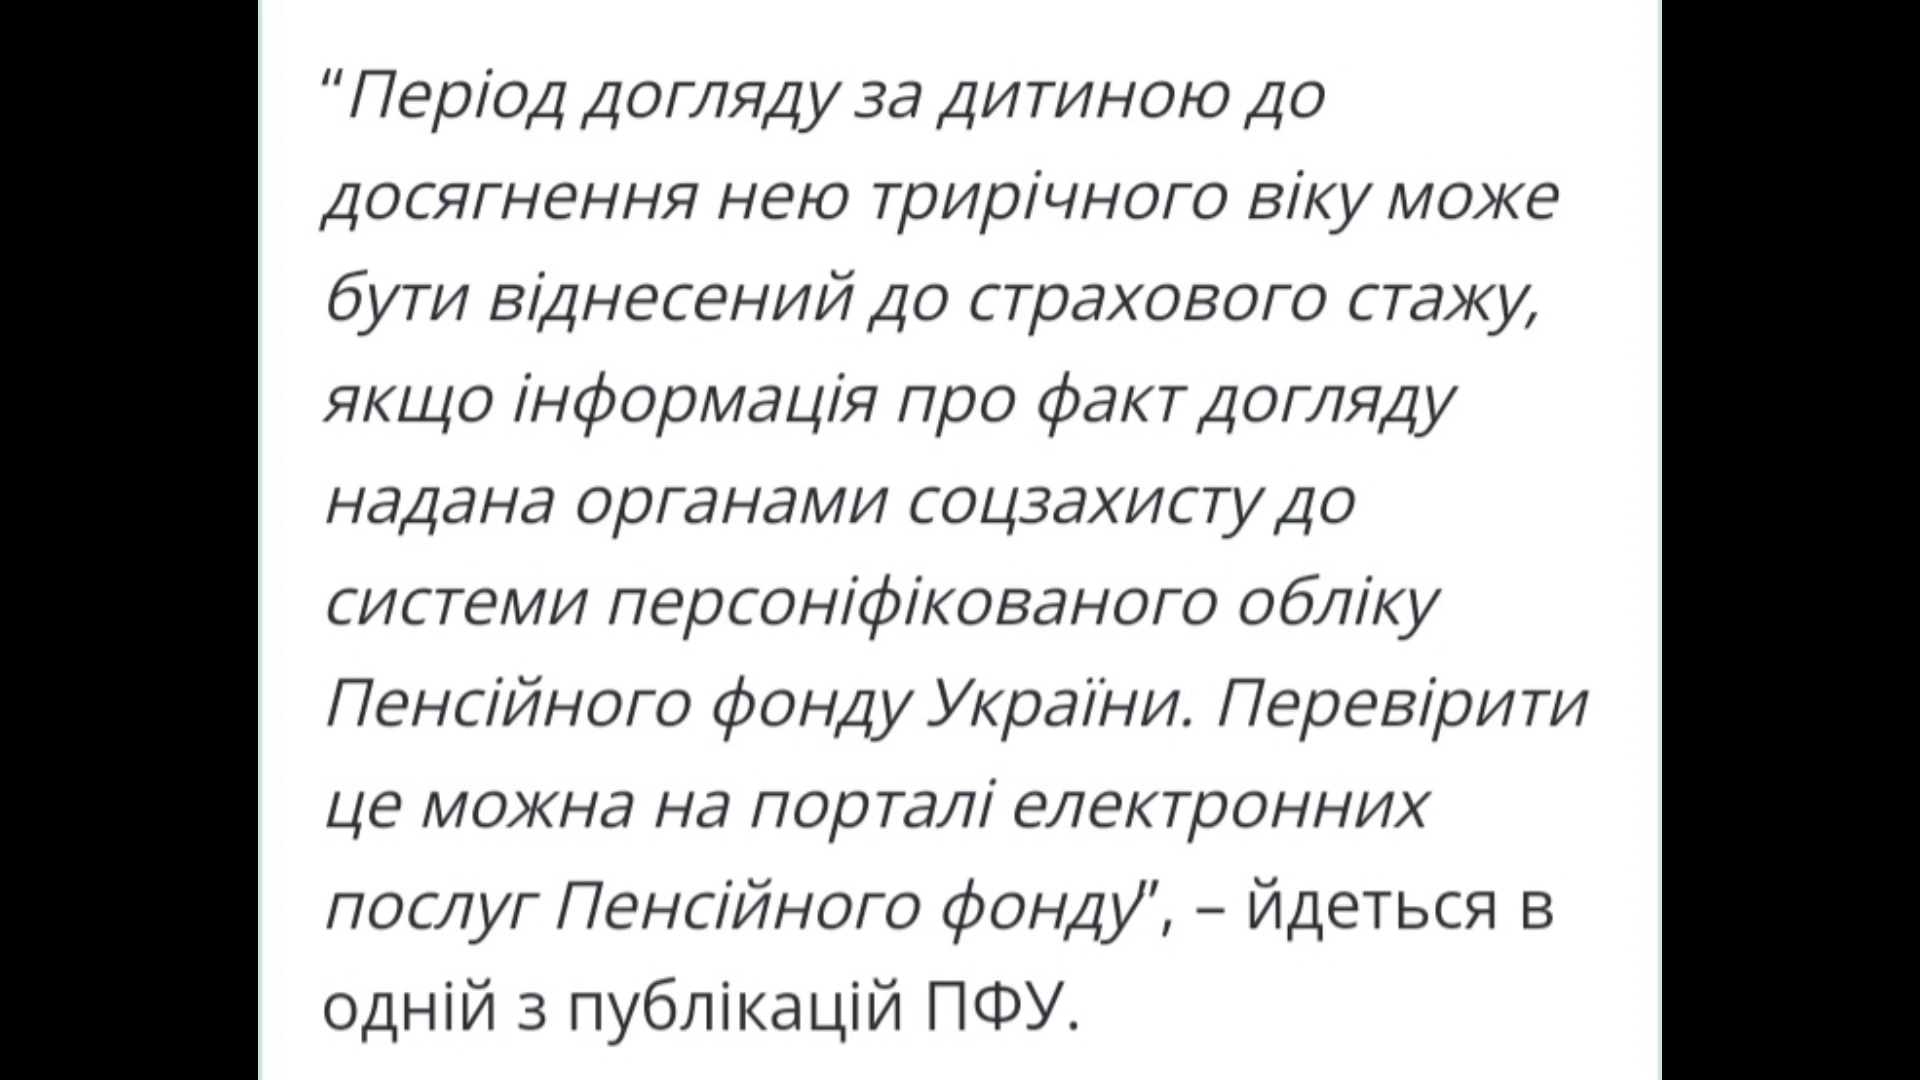 “Період догляду за дитиною до
досягнення нею трирічного віку може
бути віднесений до страхового стажу,
якщо інформація про факт догляду
надана органами соцзахисту до
системи персоніфікованого обліку
Пенсійного фонду України. Перевірити
це можна на порталі електронних
послуг Пенсійного фонду”, – йдеться в
одній з публікацій ПФУ.